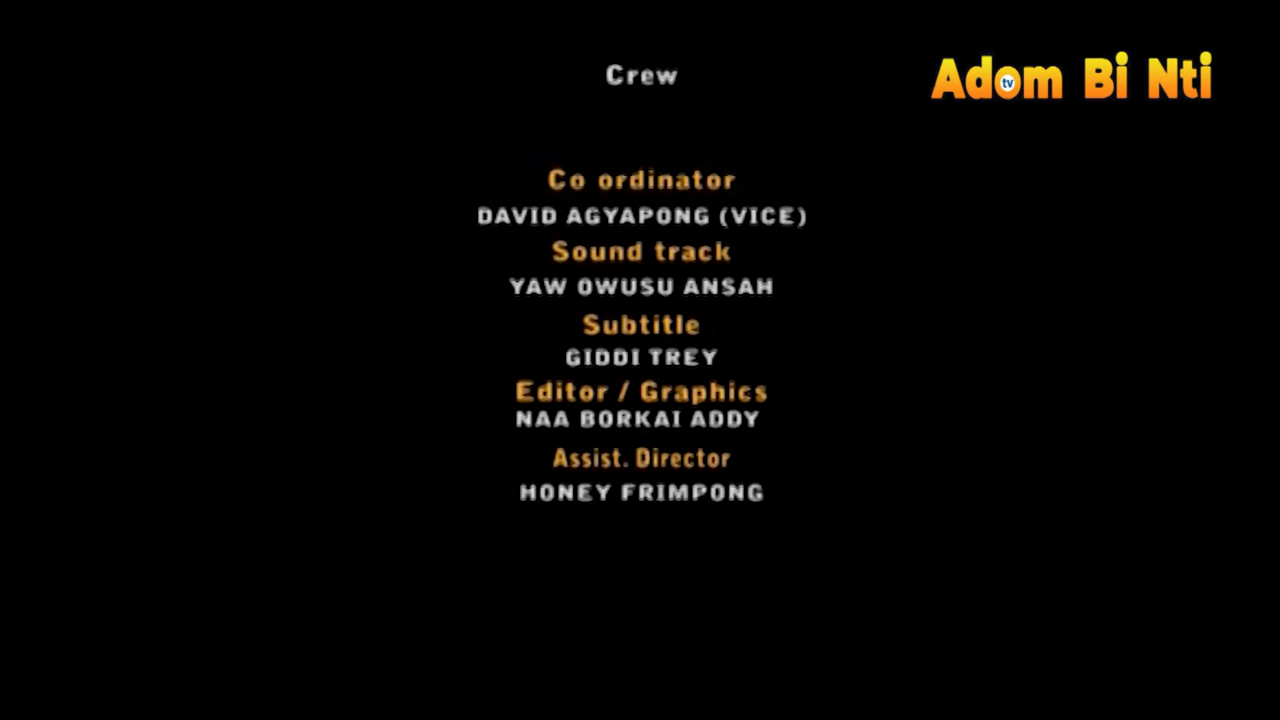 Crew
Adom Bi Nti
tv
Co ordinator
DAVID AGYAPONG (VICE)
Sound track
YAW OWUSU ANSAH
Subtitle
GIDDI TREY
Editor / Graphics
NAA BORKAI ADDY
Assist. Director
HONEY FRIMPONG